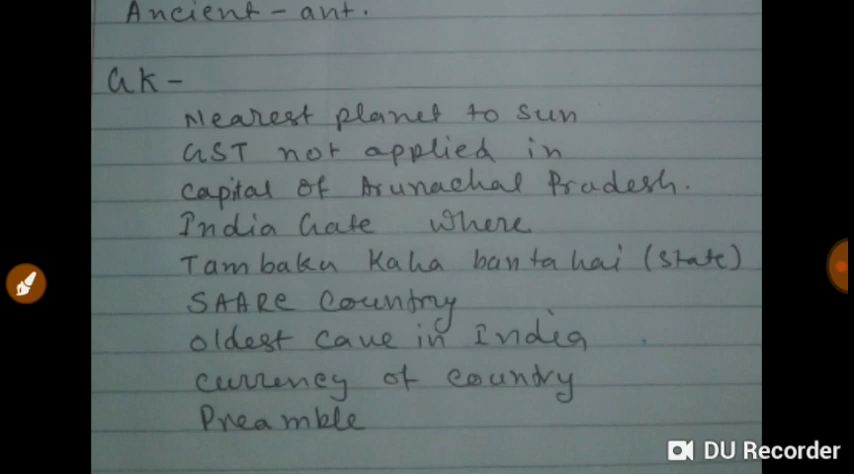 Ancient - ant.
GK -
Nearest planet to sun
GST not applied in
capital of Arunachal Pradesh.
India Gate where
Tambaku Kaha banta hai (state)
SAARC Country
oldest cave in India
currency of country
Preamble
DU Recorder